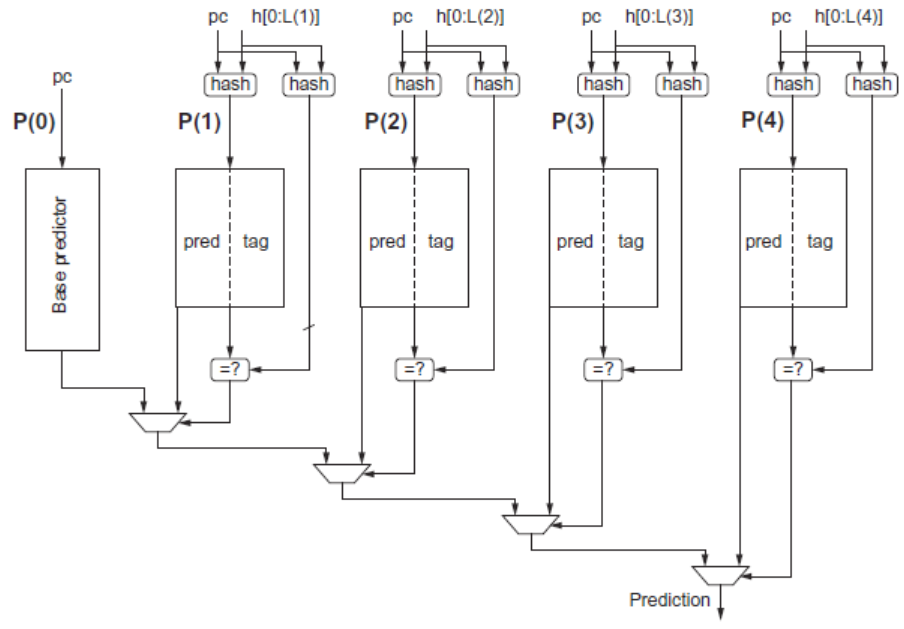 pc h[0:L(1)] pc h[0:L(2)] pc h[0:L(3)] pc h[0:L(4)]
pc hash hash hash hash hash hash hash hash
P(0) P(1) P(2) P(3) P(4)
Base predictor
pred tag pred tag pred tag pred tag
=? =? =? =?
Prediction